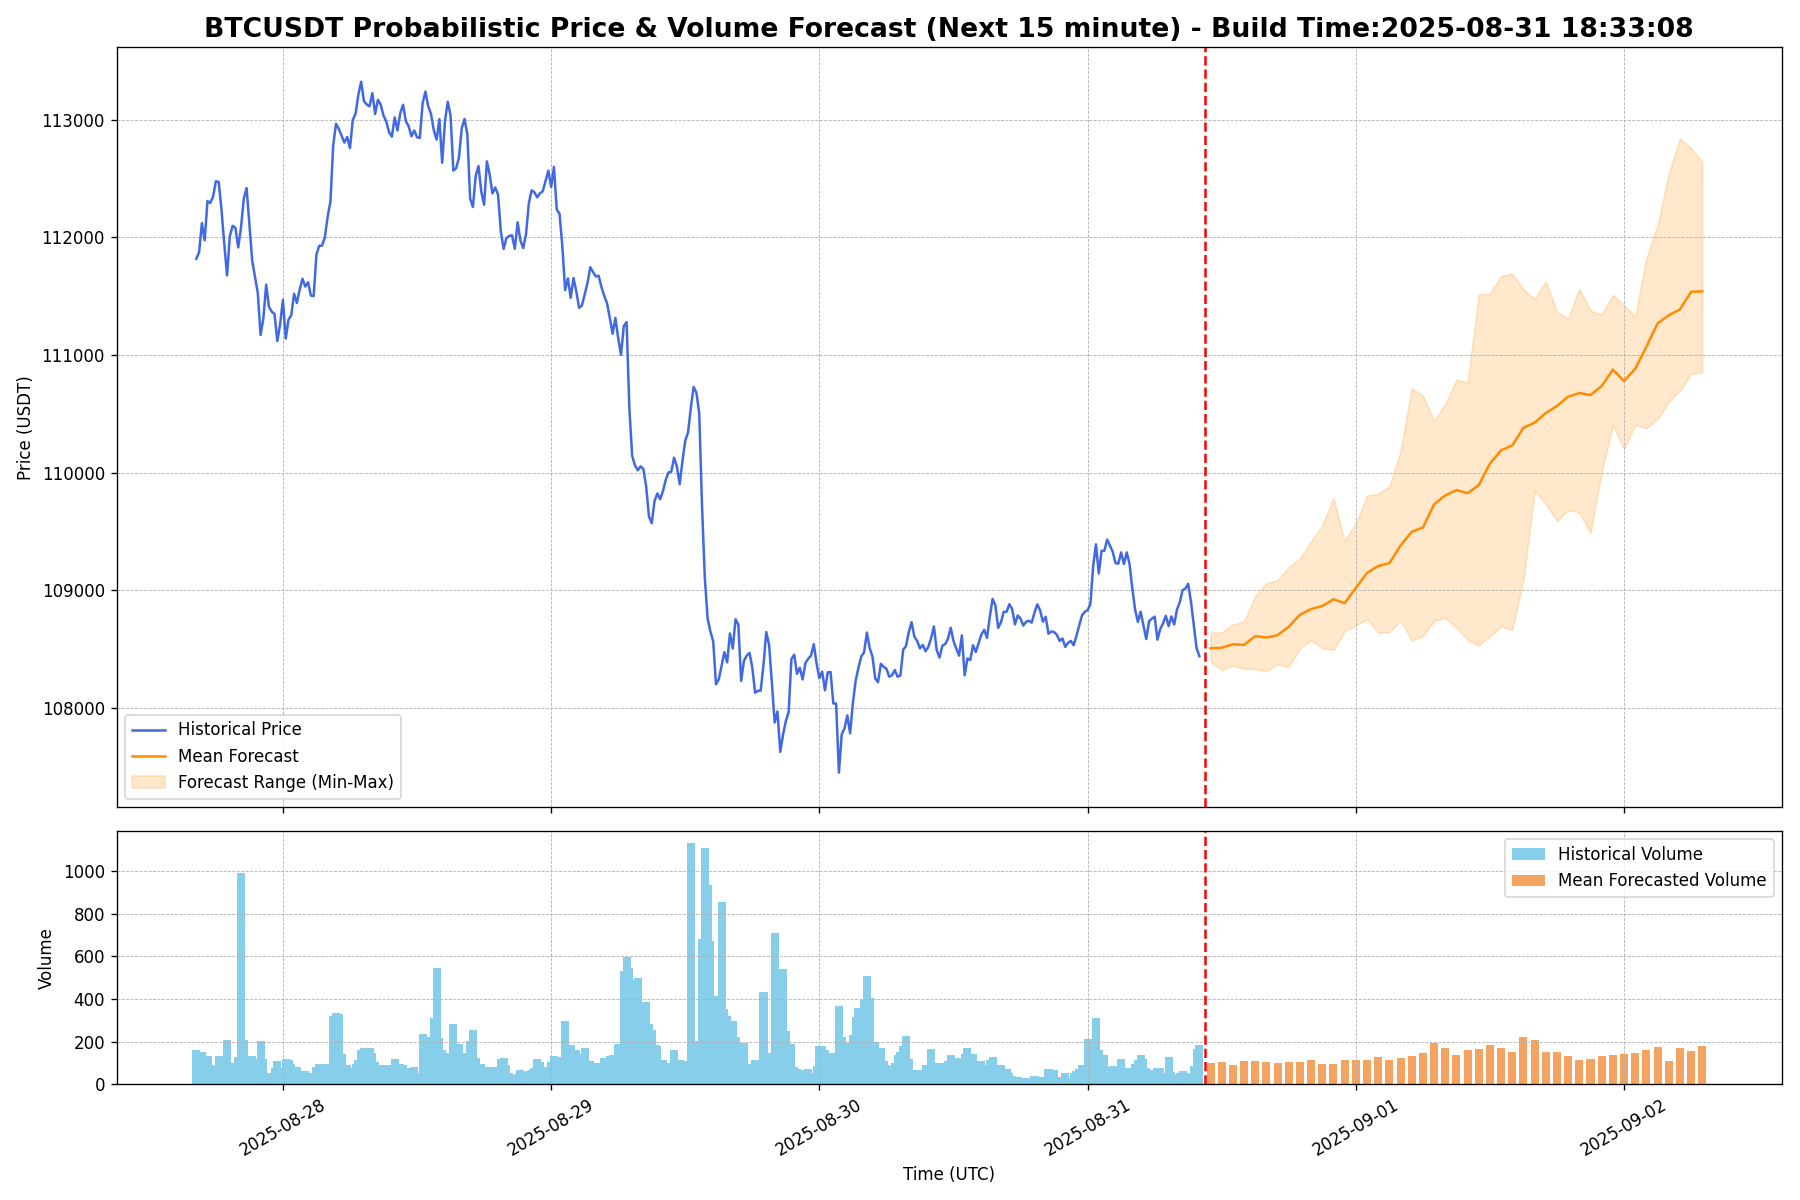 BTCUSDT Probabilistic Price & Volume Forecast (Next 15 minute) - Build Time:2025-08-31 18:33:08
113000
112000
111000
110000
109000
108000
Price (USDT)
Historical Price
Mean Forecast
Forecast Range (Min-Max)
1000
800
600
400
200
0
Volume
Historical Volume
Mean Forecasted Volume
2025-08-28
2025-08-29
2025-08-30
2025-08-31
2025-09-01
2025-09-02
Time (UTC)